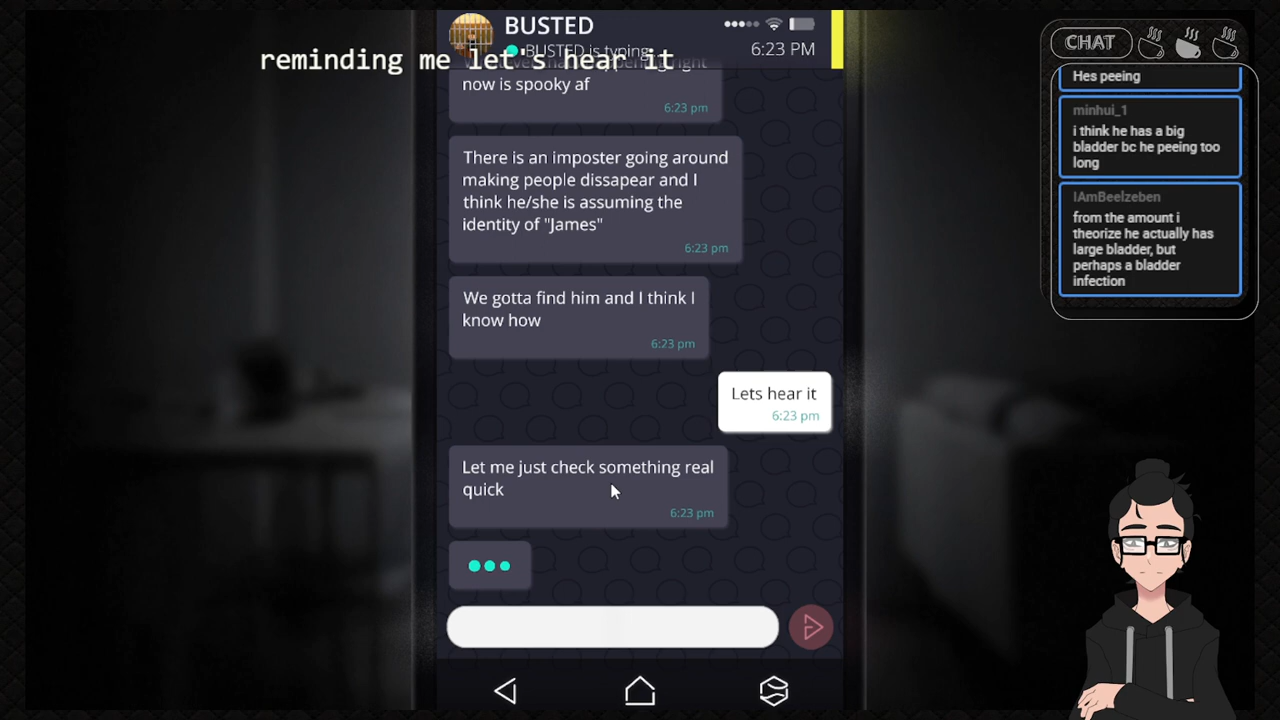 BUSTED
BUSTED is typing
6:23 PM
reminding me let's hear it
now is spooky af
6:23 pm
There is an imposter going around
making people dissapear and I
think he/she is assuming the
identity of "James"
6:23 pm
We gotta find him and I think I
know how
6:23 pm
Lets hear it
6:23 pm
Let me just check something real
quick
6:23 pm
CHAT
Hes peeing
minhui_1
i think he has a big
bladder bc he peeing too
long
IAmBeelzeben
from the amount i
theorize he actually has
large bladder, but
perhaps a bladder
infection